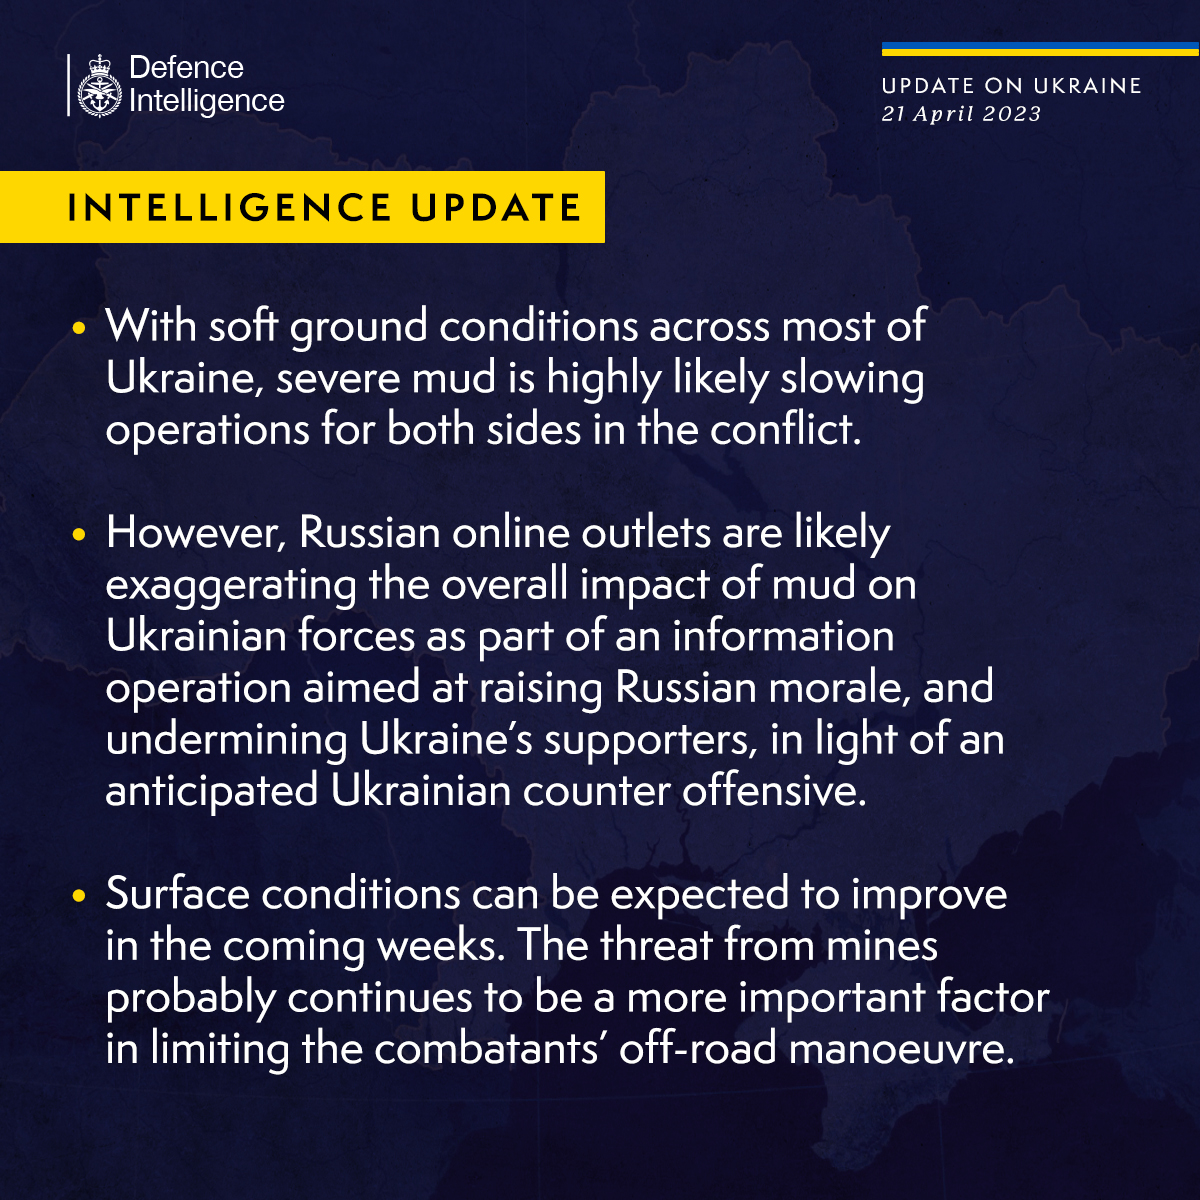 Defence
Intelligence
UPDATE ON UKRAINE
21 April 2023
INTELLIGENCE UPDATE
• With soft ground conditions across most of
Ukraine, severe mud is highly likely slowing
operations for both sides in the conflict.
• However, Russian online outlets are likely
exaggerating the overall impact of mud on
Ukrainian forces as part of an information
operation aimed at raising Russian morale, and
undermining Ukraine’s supporters, in light of an
anticipated Ukrainian counter offensive.
• Surface conditions can be expected to improve
in the coming weeks. The threat from mines
probably continues to be a more important factor
in limiting the combatants’ off-road manoeuvre.